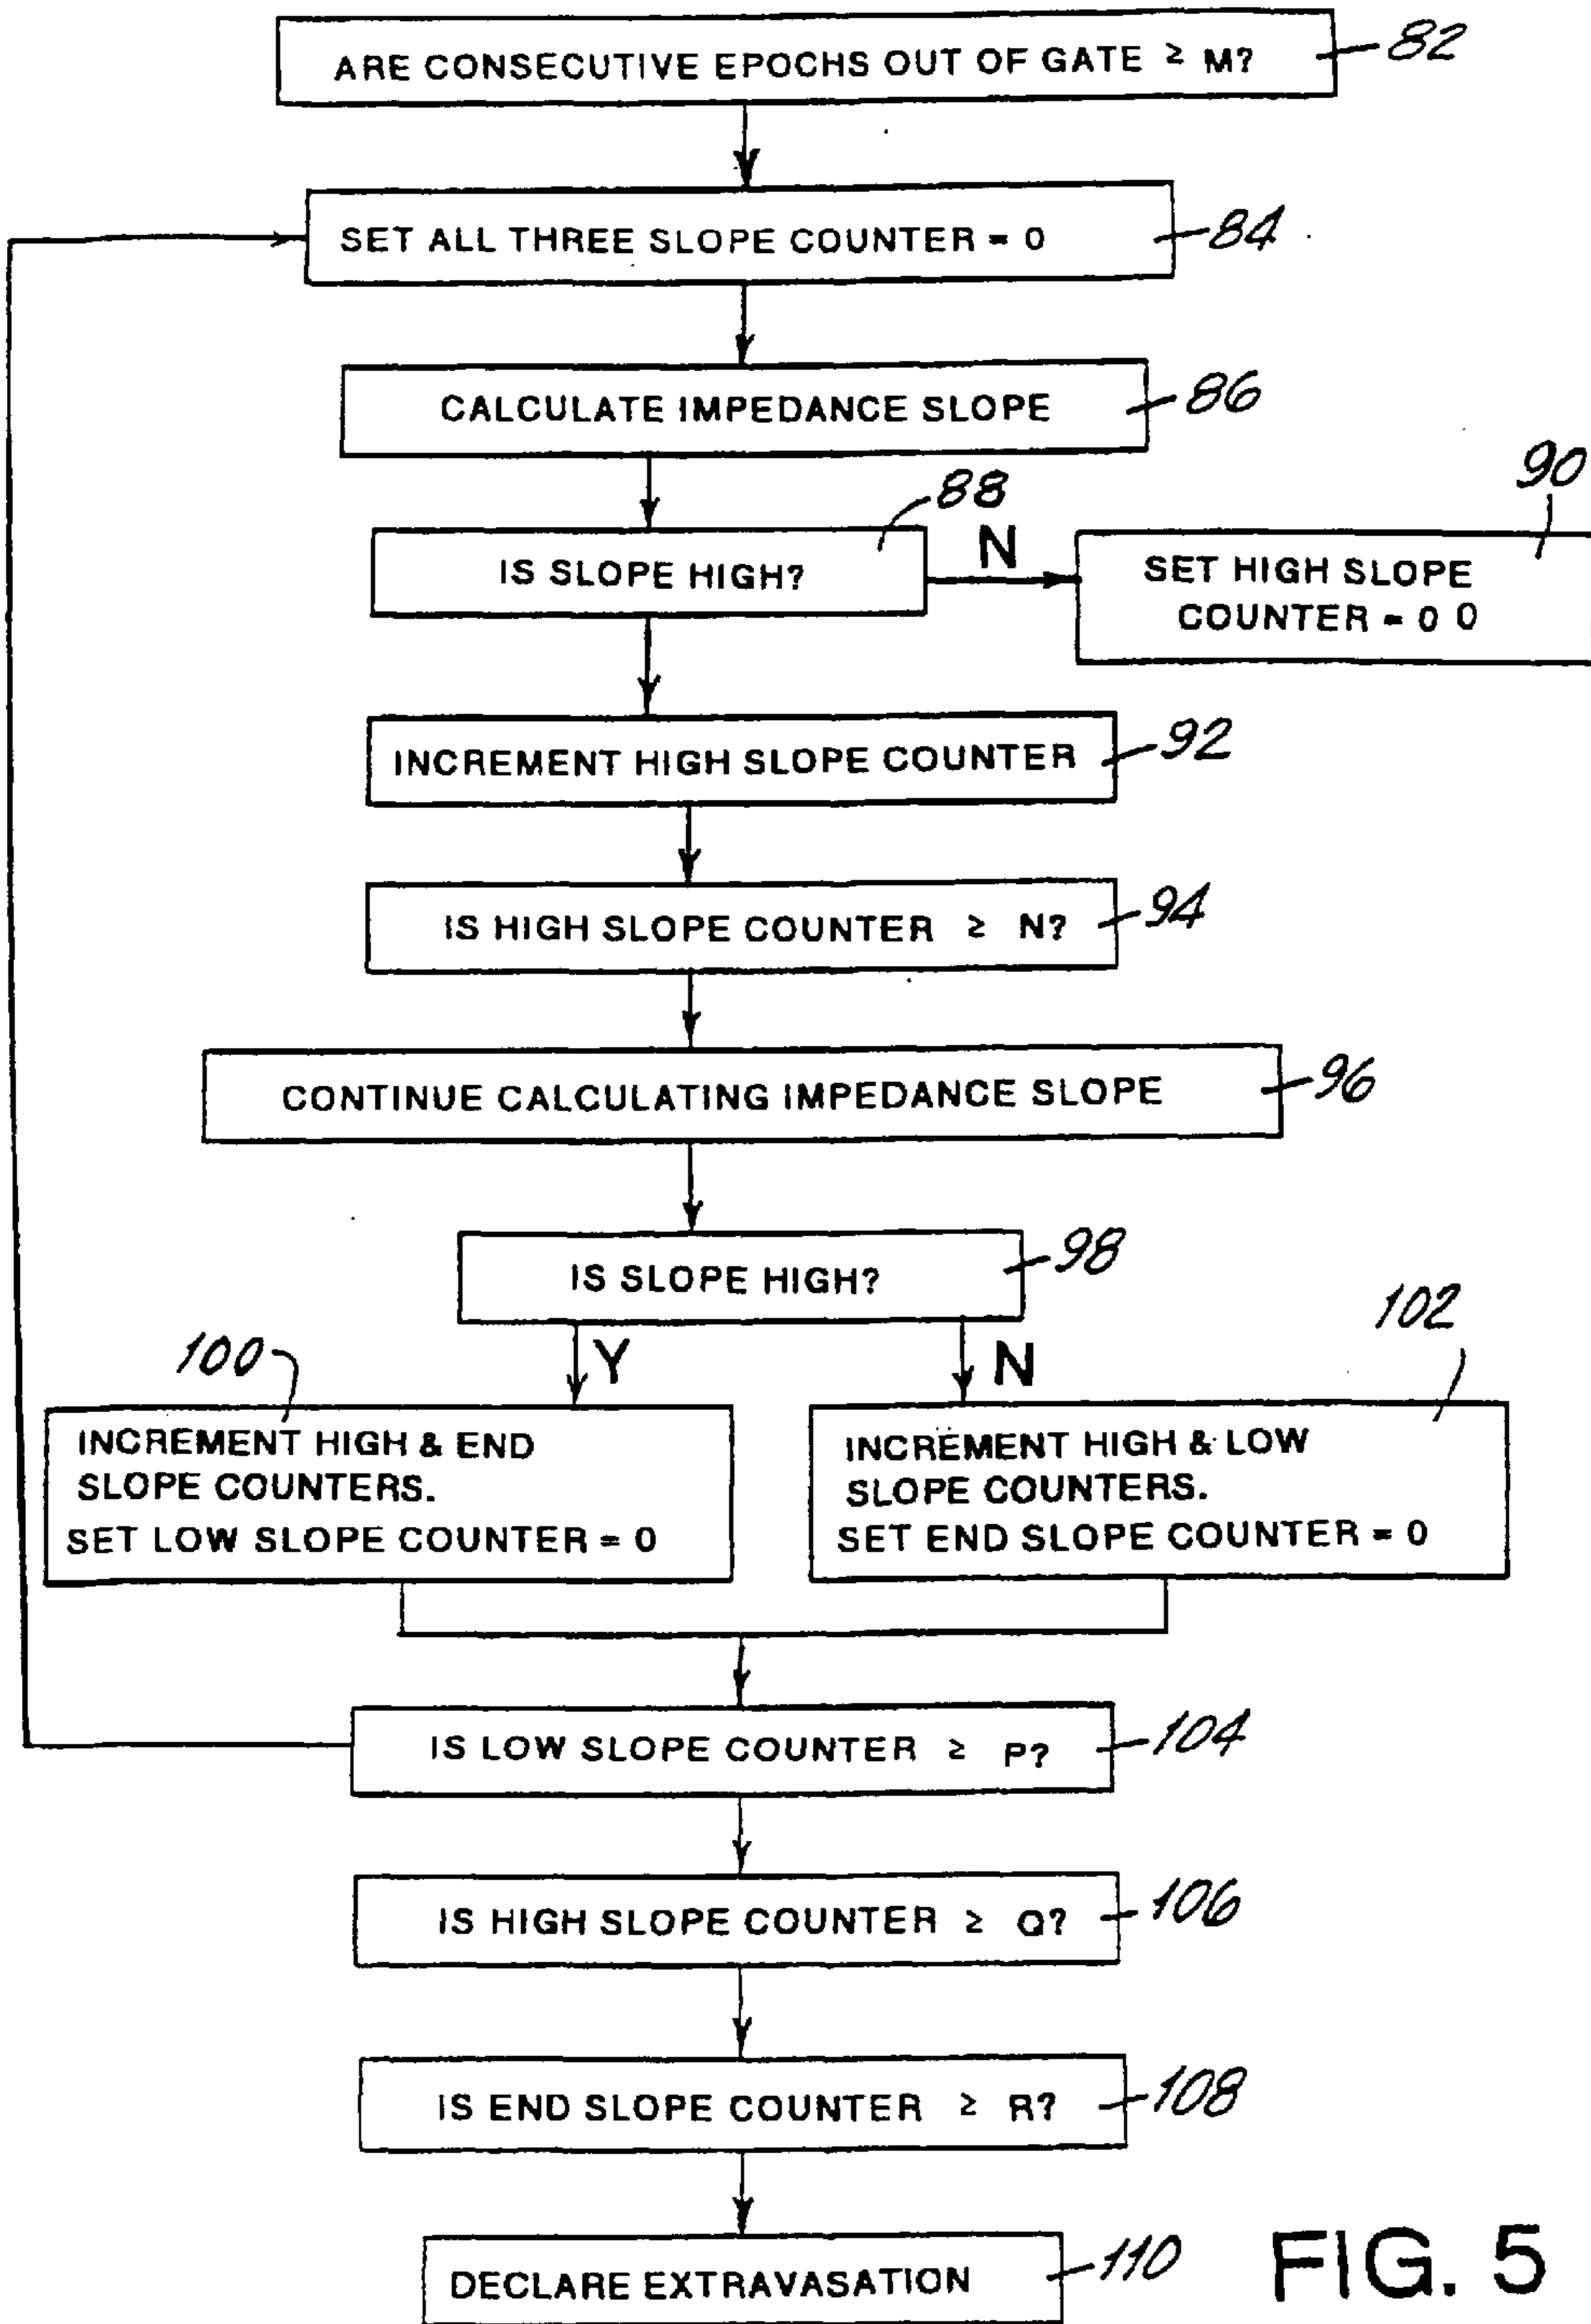 ARE CONSECUTIVE EPOCHS OUT OF GATE ≥ M?
82
SET ALL THREE SLOPE COUNTER = 0
84
CALCULATE IMPEDANCE SLOPE
86
88
90
IS SLOPE HIGH?
N
SET HIGH SLOPE
COUNTER = 0 0
INCREMENT HIGH SLOPE COUNTER
92
IS HIGH SLOPE COUNTER ≥ N?
94
CONTINUE CALCULATING IMPEDANCE SLOPE
96
IS SLOPE HIGH?
98
100
Y
N
102
INCREMENT HIGH & END
SLOPE COUNTERS.
SET LOW SLOPE COUNTER = 0
INCREMENT HIGH & LOW
SLOPE COUNTERS.
SET END SLOPE COUNTER = 0
IS LOW SLOPE COUNTER ≥ P?
104
IS HIGH SLOPE COUNTER ≥ Q?
106
IS END SLOPE COUNTER ≥ R?
108
DECLARE EXTRAVASATION
110
FIG. 5